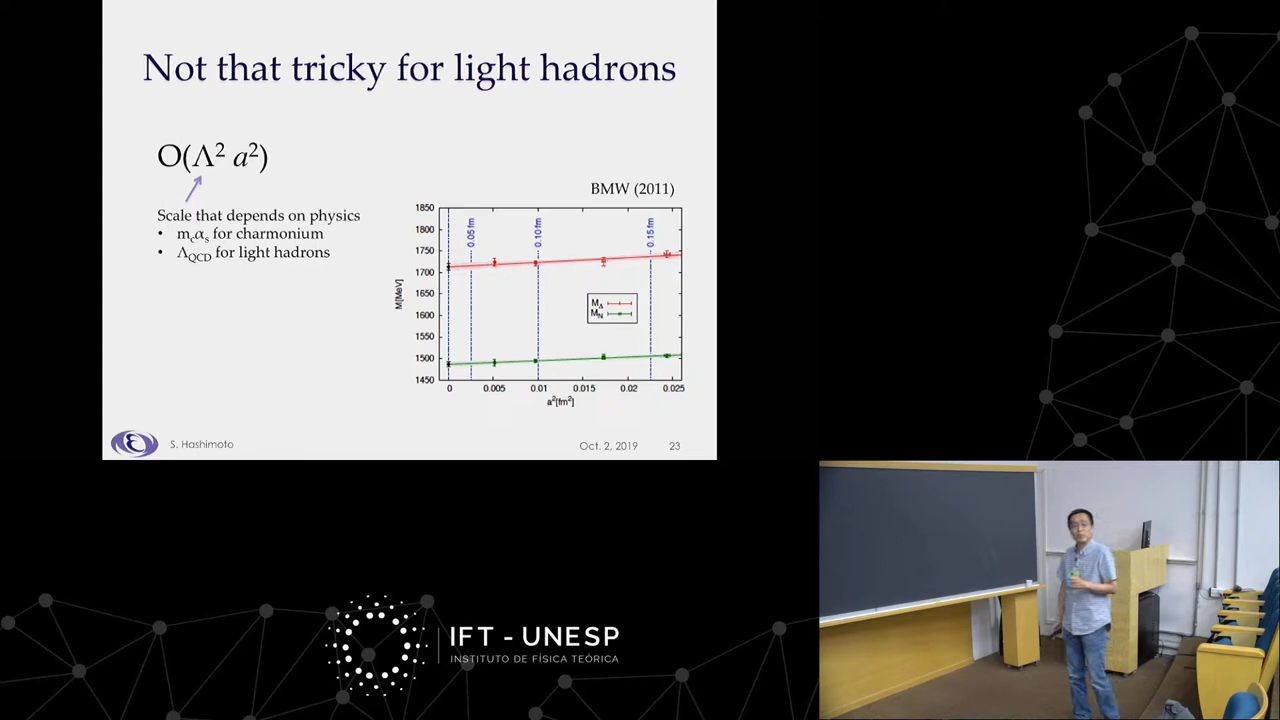 Not that tricky for light hadrons
O(Λ² a²)
Scale that depends on physics
• m_cα_s for charmonium
• Λ_QCD for light hadrons
BMW (2011)
1850
1800
1750
1700
1650
1600
1550
1500
1450
M[MeV]
0.05 fm
0.10 fm
0.15 fm
M_Δ
M_N
0
0.005
0.01
0.015
0.02
0.025
a²[fm²]
S. Hashimoto
Oct. 2, 2019
23
IFT - UNESP
INSTITUTO DE FÍSICA TEÓRICA